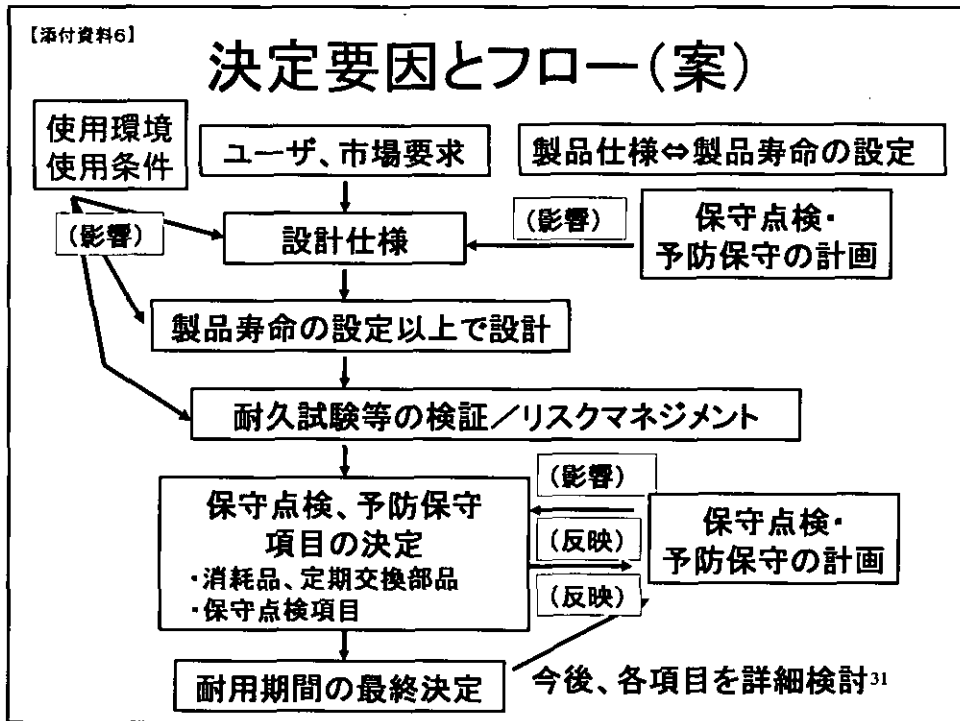 【添付資料6】
決定要因とフロー(案)
使用環境
使用条件
ユーザ、市場要求
製品仕様⇔製品寿命の設定
(影響)
設計仕様
(影響)
保守点検・
予防保守の計画
製品寿命の設定以上で設計
耐久試験等の検証/リスクマネジメント
保守点検、予防保守
項目の決定
・消耗品、定期交換部品
・保守点検項目
(影響)
(反映)
(反映)
保守点検・
予防保守の計画
耐用期間の最終決定
今後、各項目を詳細検討31